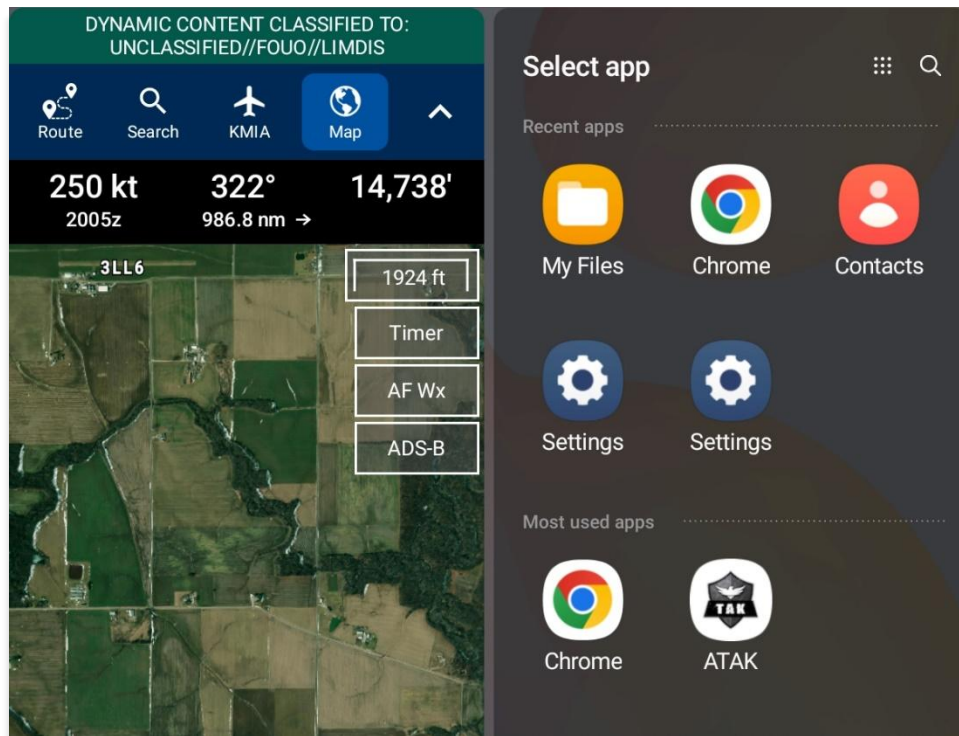 DYNAMIC CONTENT CLASSIFIED TO:
UNCLASSIFIED//FOUO//LIMDIS
Route
Search
KMIA
Map
250 kt
322°
14,738'
2005z
986.8 nm →
3LL6
1924 ft
Timer
AF Wx
ADS-B
Select app
Recent apps
My Files
Chrome
Contacts
Settings
Settings
Most used apps
TAK
Chrome
ATAK